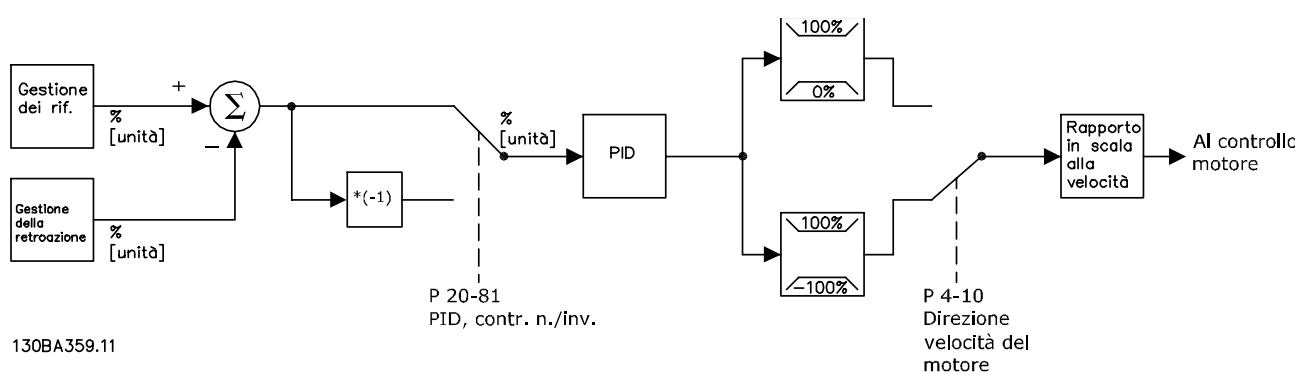 Gestione
dei rif.
%
[unità]
+
Σ
−
Gestione
della
retroazione
%
[unità]
*(-1)
P 20-81
PID, contr. n./inv.
%
[unità]
PID
100%
0%
100%
-100%
P 4-10
Direzione
velocità del
motore
Rapporto
in scala
alla
velocità
Al controllo
motore
130BA359.11